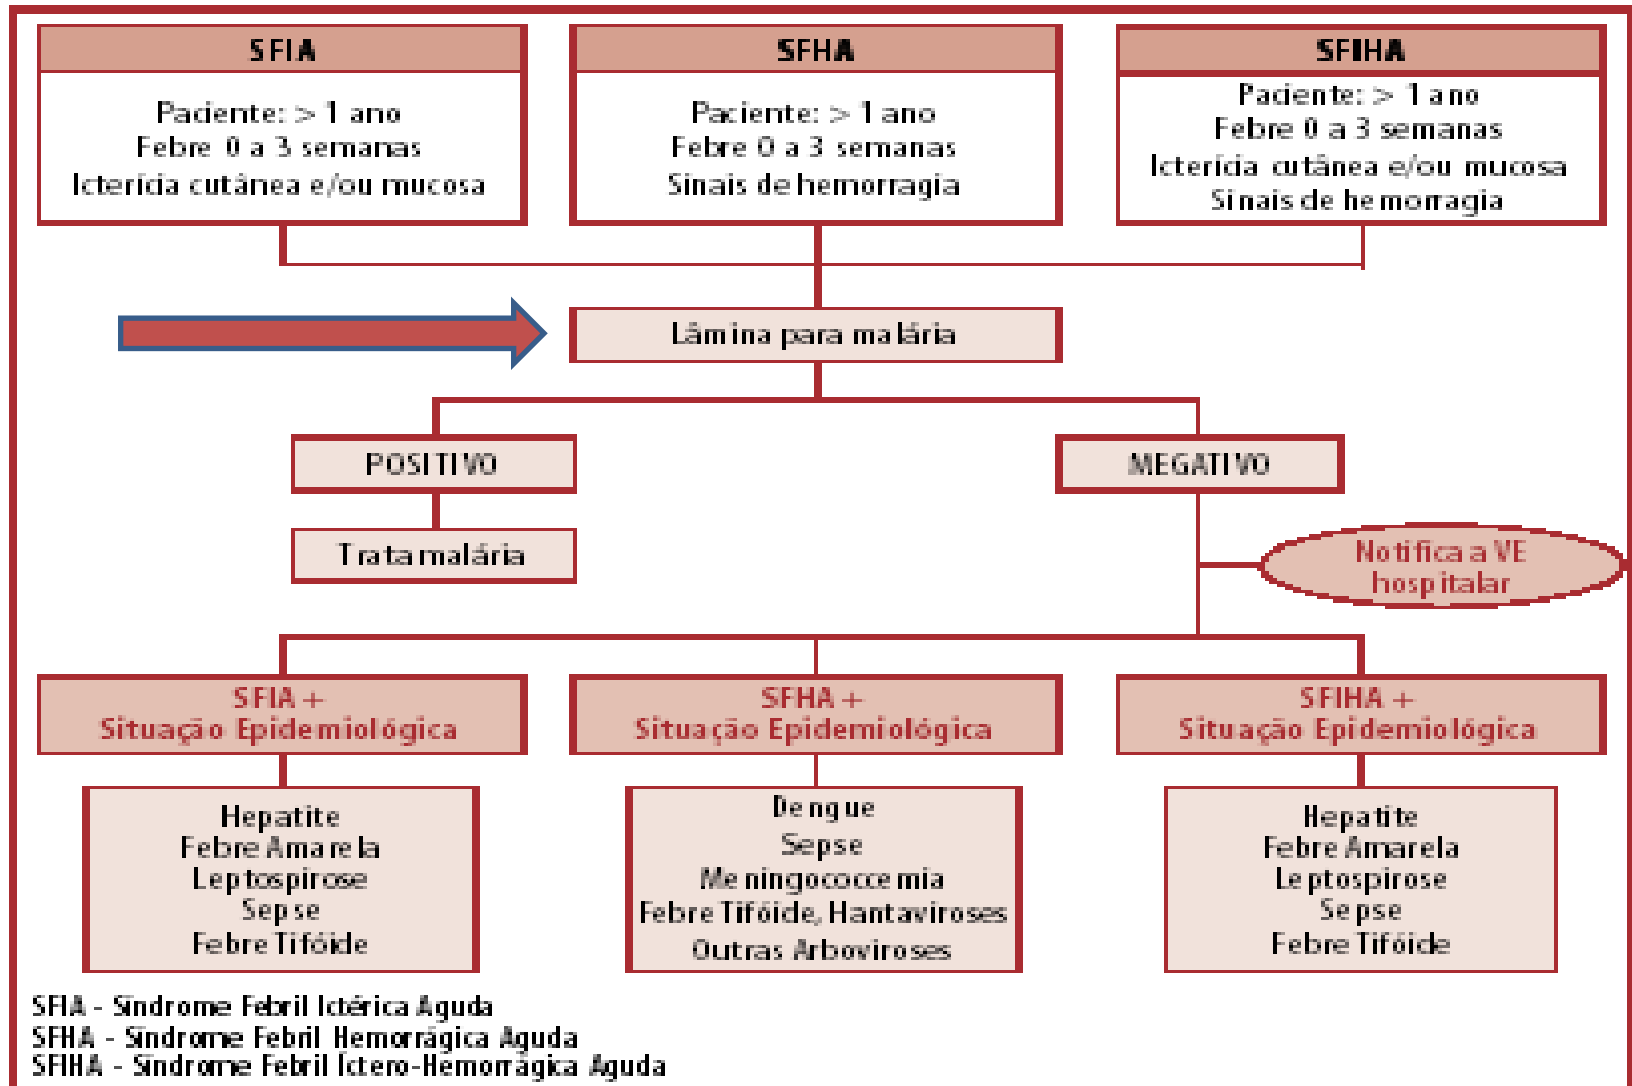 SFIA
Paciente: > 1 ano
Febre 0 a 3 semanas
Icterícia cutânea e/ou mucosa
SFHA
Paciente: > 1 ano
Febre 0 a 3 semanas
Sinais de hemorragia
SFIHA
Paciente: > 1 ano
Febre 0 a 3 semanas
Icterícia cutânea e/ou mucosa
Sinais de hemorragia
Lâmina para malária
POSITIVO
MEGATIVO
Trata malária
Notifica a VE
hospitalar
SFIA +
Situação Epidemiológica
SFHA +
Situação Epidemiológica
SFIHA +
Situação Epidemiológica
Hepatite
Febre Amarela
Leptospirose
Sepse
Febre Tifóide
Dengue
Sepse
Meningococcemia
Febre Tifóide, Hantaviroses
Outras Arboviroses
Hepatite
Febre Amarela
Leptospirose
Sepse
Febre Tifóide
SFIA - Síndrome Febril Ictérica Aguda
SFHA - Síndrome Febril Hemorrágica Aguda
SFIHA - Síndrome Febril Íctero-Hemorrágica Aguda